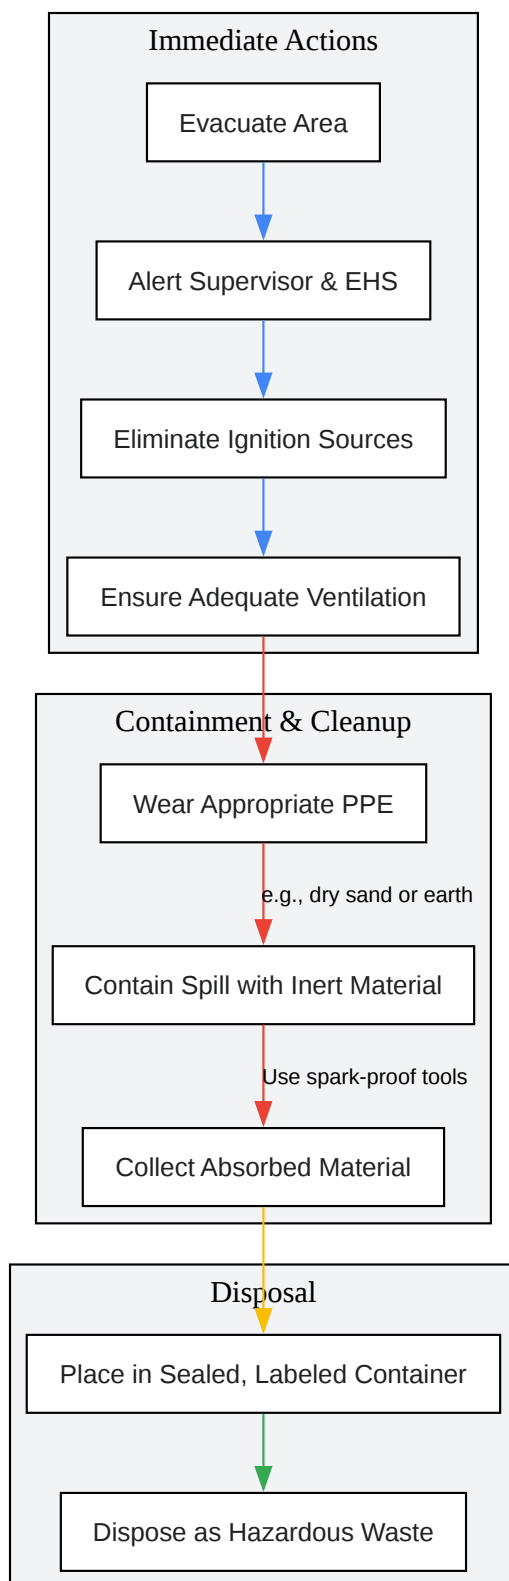 Immediate Actions
Evacuate Area
Alert Supervisor & EHS
Eliminate Ignition Sources
Ensure Adequate Ventilation
Containment & Cleanup
Wear Appropriate PPE
e.g., dry sand or earth
Contain Spill with Inert Material
Use spark-proof tools
Collect Absorbed Material
Disposal
Place in Sealed, Labeled Container
Dispose as Hazardous Waste